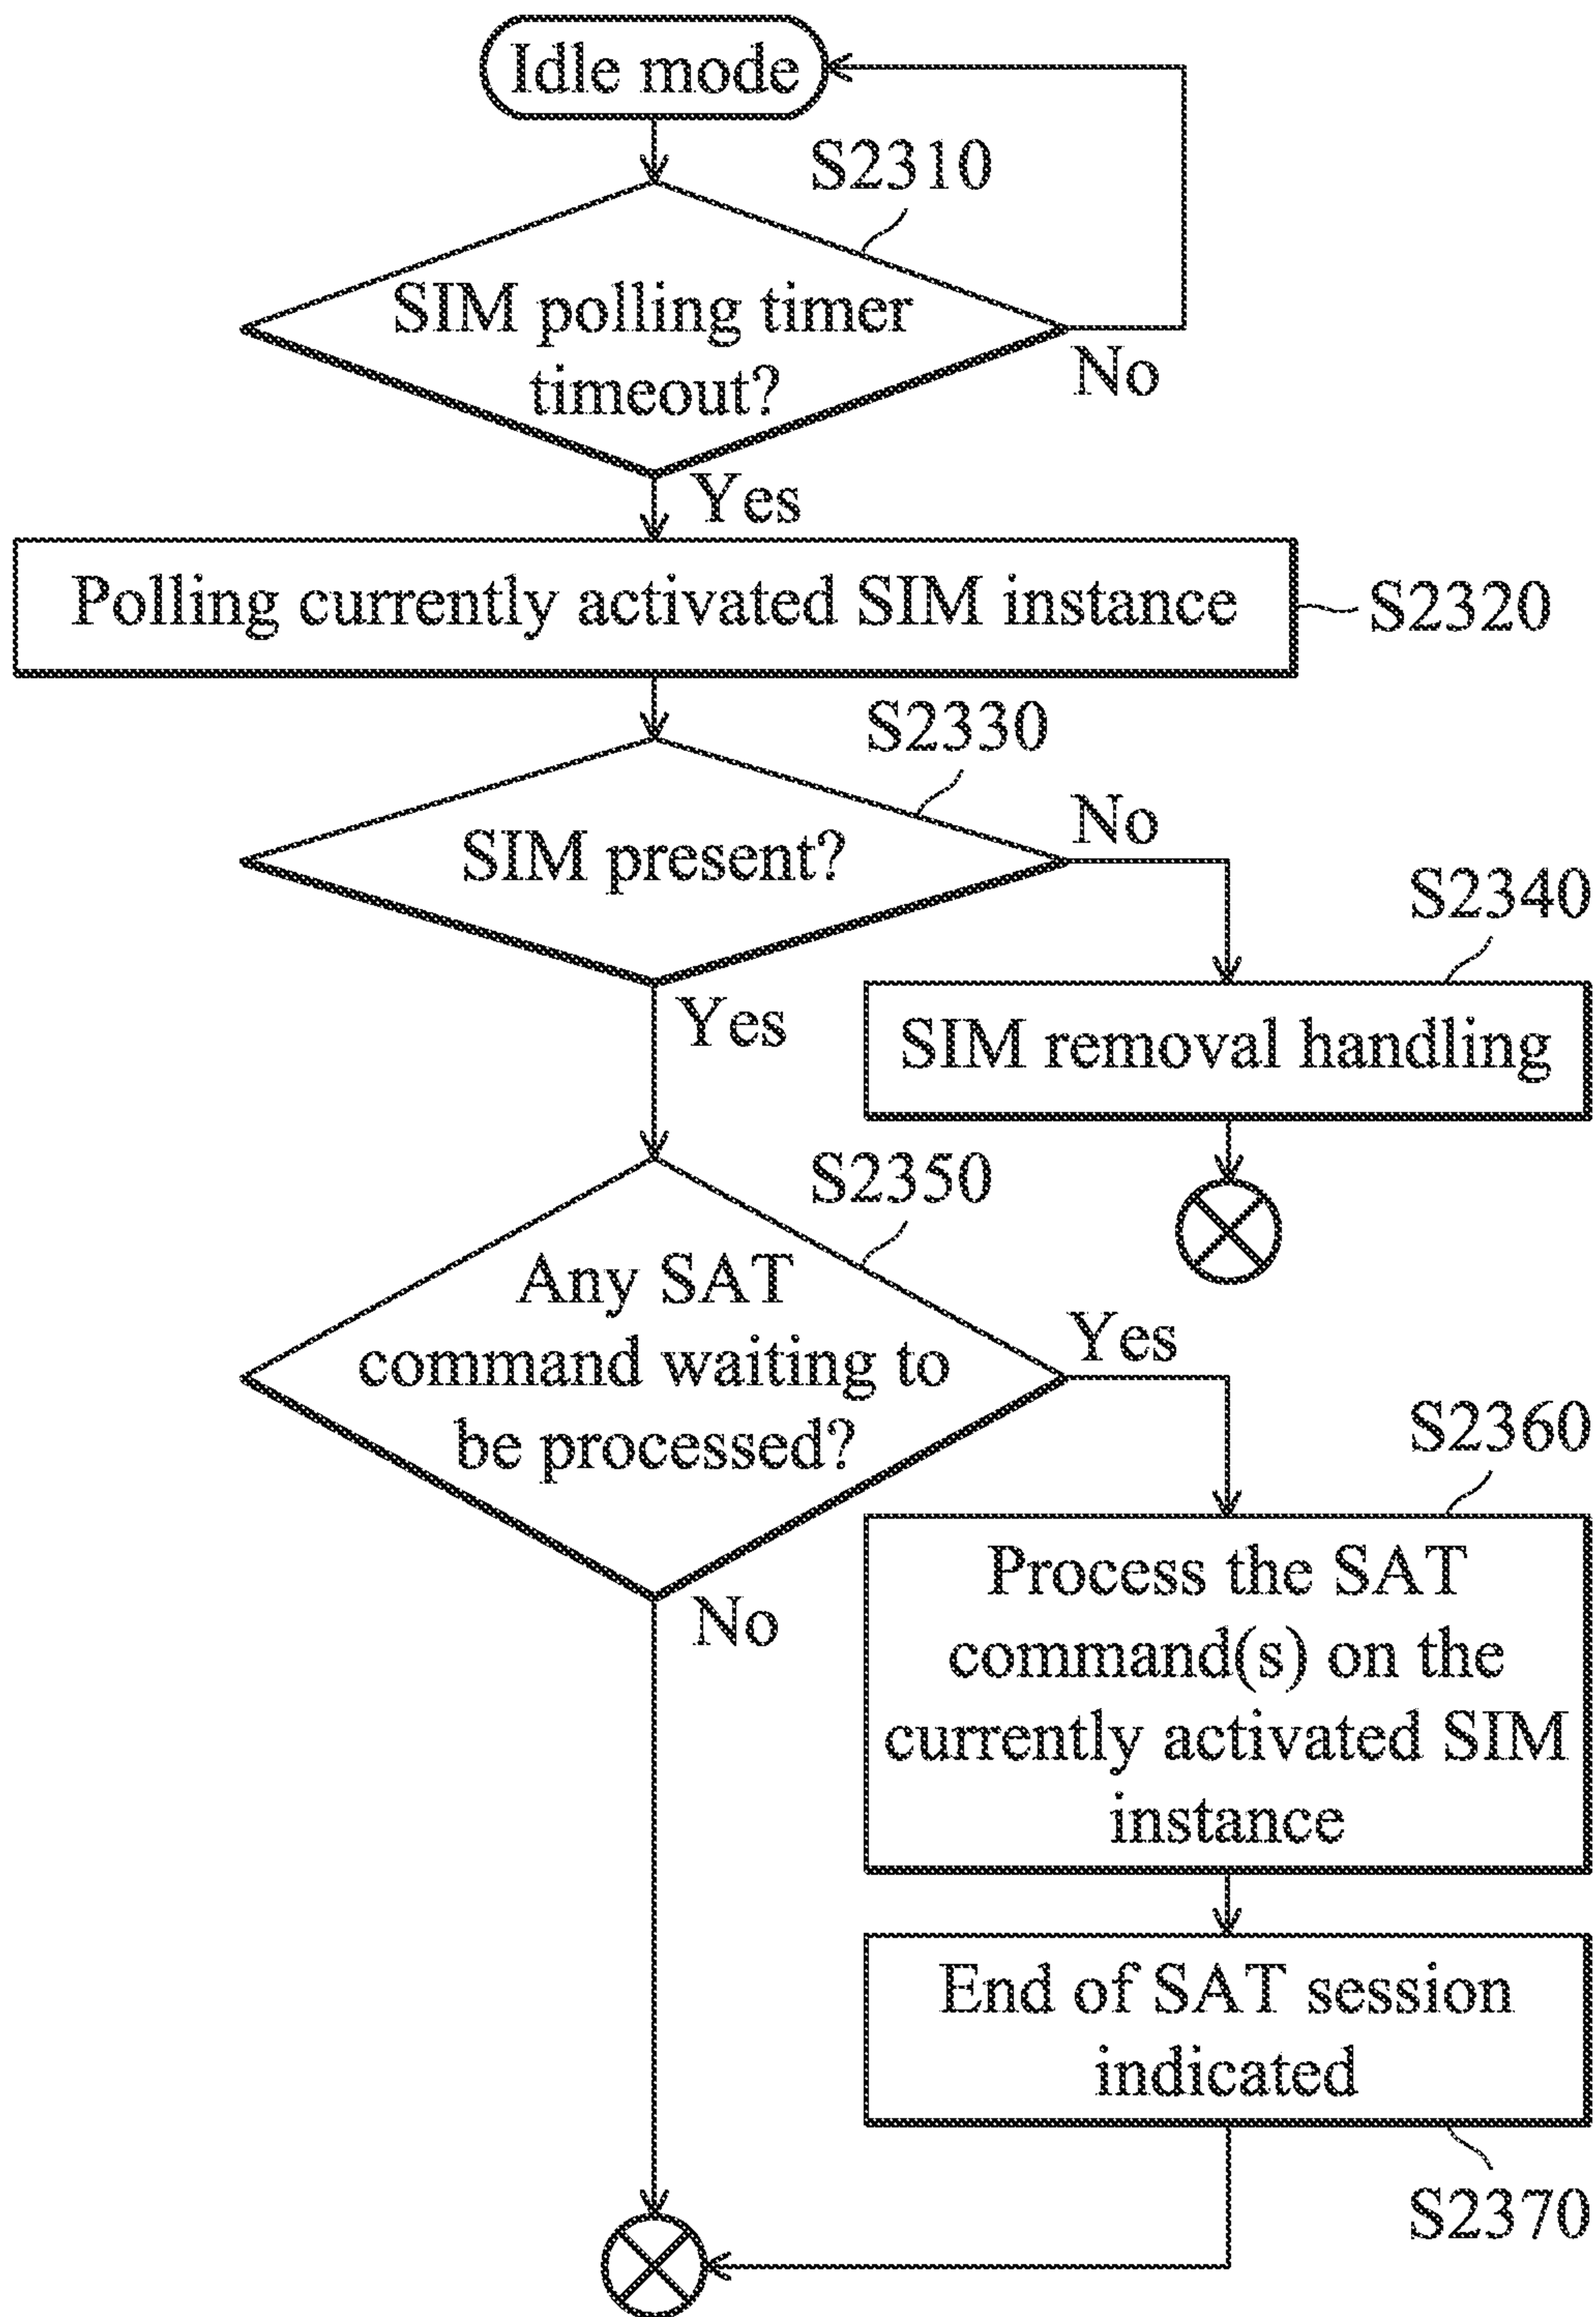 Idle mode
S2310
SIM polling timer
timeout?
No
Yes
Polling currently activated SIM instance
S2320
S2330
SIM present?
No
S2340
Yes
SIM removal handling
S2350
Any SAT
command waiting to
be processed?
Yes
S2360
No
Process the SAT
command(s) on the
currently activated SIM
instance
End of SAT session
indicated
S2370